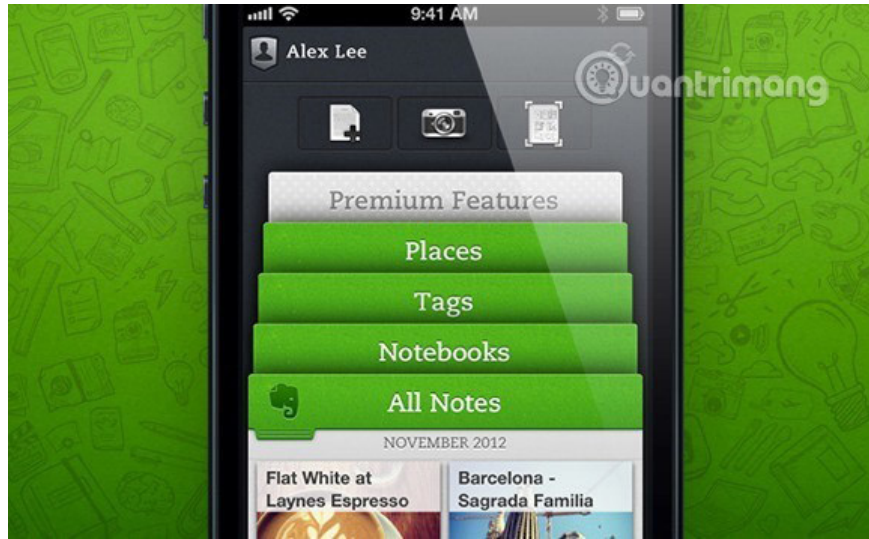 9:41 AM
Alex Lee
Quantrimang
Premium Features
Places
Tags
Notebooks
All Notes
NOVEMBER 2012
Flat White at
Laynes Espresso
Barcelona -
Sagrada Familia